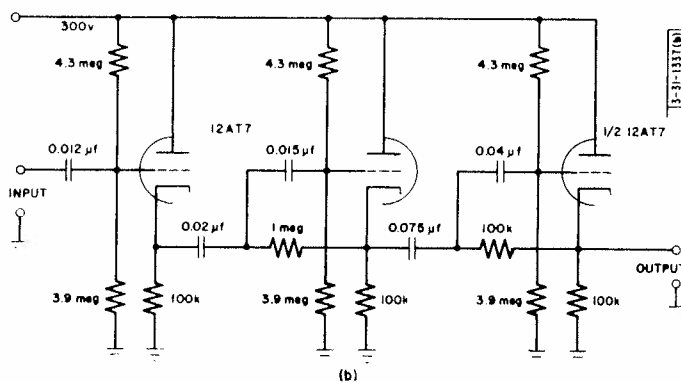 300v
4.3 meg
4.3 meg
4.3 meg
3-31-1337(b)
12AT7
1/2 12AT7
0.012 µf
0.015 µf
0.04 µf
INPUT
0.02 µf
1 meg
0.075 µf
100k
OUTPUT
3.9 meg
100k
3.9 meg
100k
3.9 meg
100k
(b)